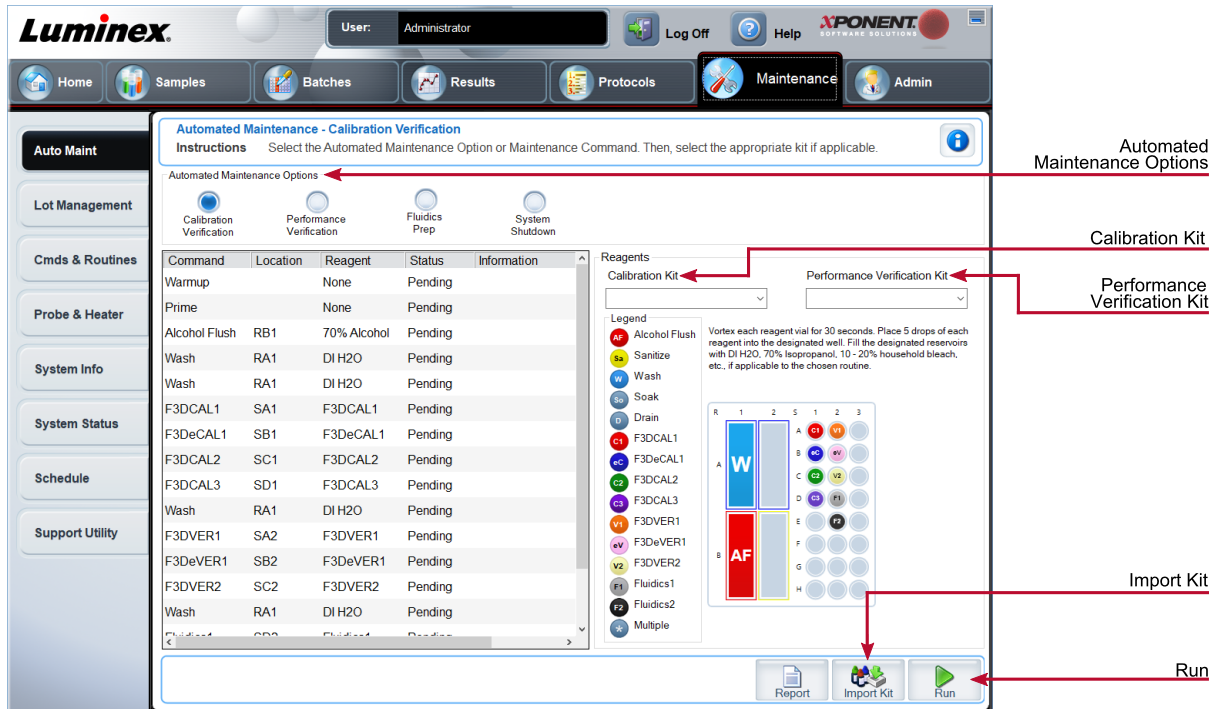 Luminex.
User:
Administrator
Log Off
Help
XPONENT.
SOFTWARE SOLUTIONS
Home
Samples
Batches
Results
Protocols
Maintenance
Admin
Auto Maint
Lot Management
Cmds & Routines
Probe & Heater
System Info
System Status
Schedule
Support Utility
Automated Maintenance - Calibration Verification
Instructions Select the Automated Maintenance Option or Maintenance Command. Then, select the appropriate kit if applicable.
Automated Maintenance Options
Calibration
Verification
Performance
Verification
Fluidics
Prep
System
Shutdown
Command Location Reagent Status Information
Warmup None Pending
Prime None Pending
Alcohol Flush RB1 70% Alcohol Pending
Wash RA1 DI H2O Pending
Wash RA1 DI H2O Pending
F3DCAL1 SA1 F3DCAL1 Pending
F3DeCAL1 SB1 F3DeCAL1 Pending
F3DCAL2 SC1 F3DCAL2 Pending
F3DCAL3 SD1 F3DCAL3 Pending
Wash RA1 DI H2O Pending
F3DVER1 SA2 F3DVER1 Pending
F3DeVER1 SB2 F3DeVER1 Pending
F3DVER2 SC2 F3DVER2 Pending
Wash RA1 DI H2O Pending
Reagents
Calibration Kit
Performance Verification Kit
Legend
AF Alcohol Flush
Sa Sanitize
W Wash
So Soak
D Drain
C1 F3DCAL1
eC F3DeCAL1
C2 F3DCAL2
C3 F3DCAL3
V1 F3DVER1
eV F3DeVER1
V2 F3DVER2
F1 Fluidics1
F2 Fluidics2
* Multiple
Vortex each reagent vial for 30 seconds. Place 5 drops of each
reagent into the designated well. Fill the designated reservoirs
with DI H2O, 70% Isopropanol, 10 - 20% household bleach,
etc., if applicable to the chosen routine.
R 1 2 S 1 2 3
A C1 V1
B eC eV
A W
C C2 V2
D C3 F1
E F2
F
B AF
G
H
Report
Import Kit
Run
Automated
Maintenance Options
Calibration Kit
Performance
Verification Kit
Import Kit
Run